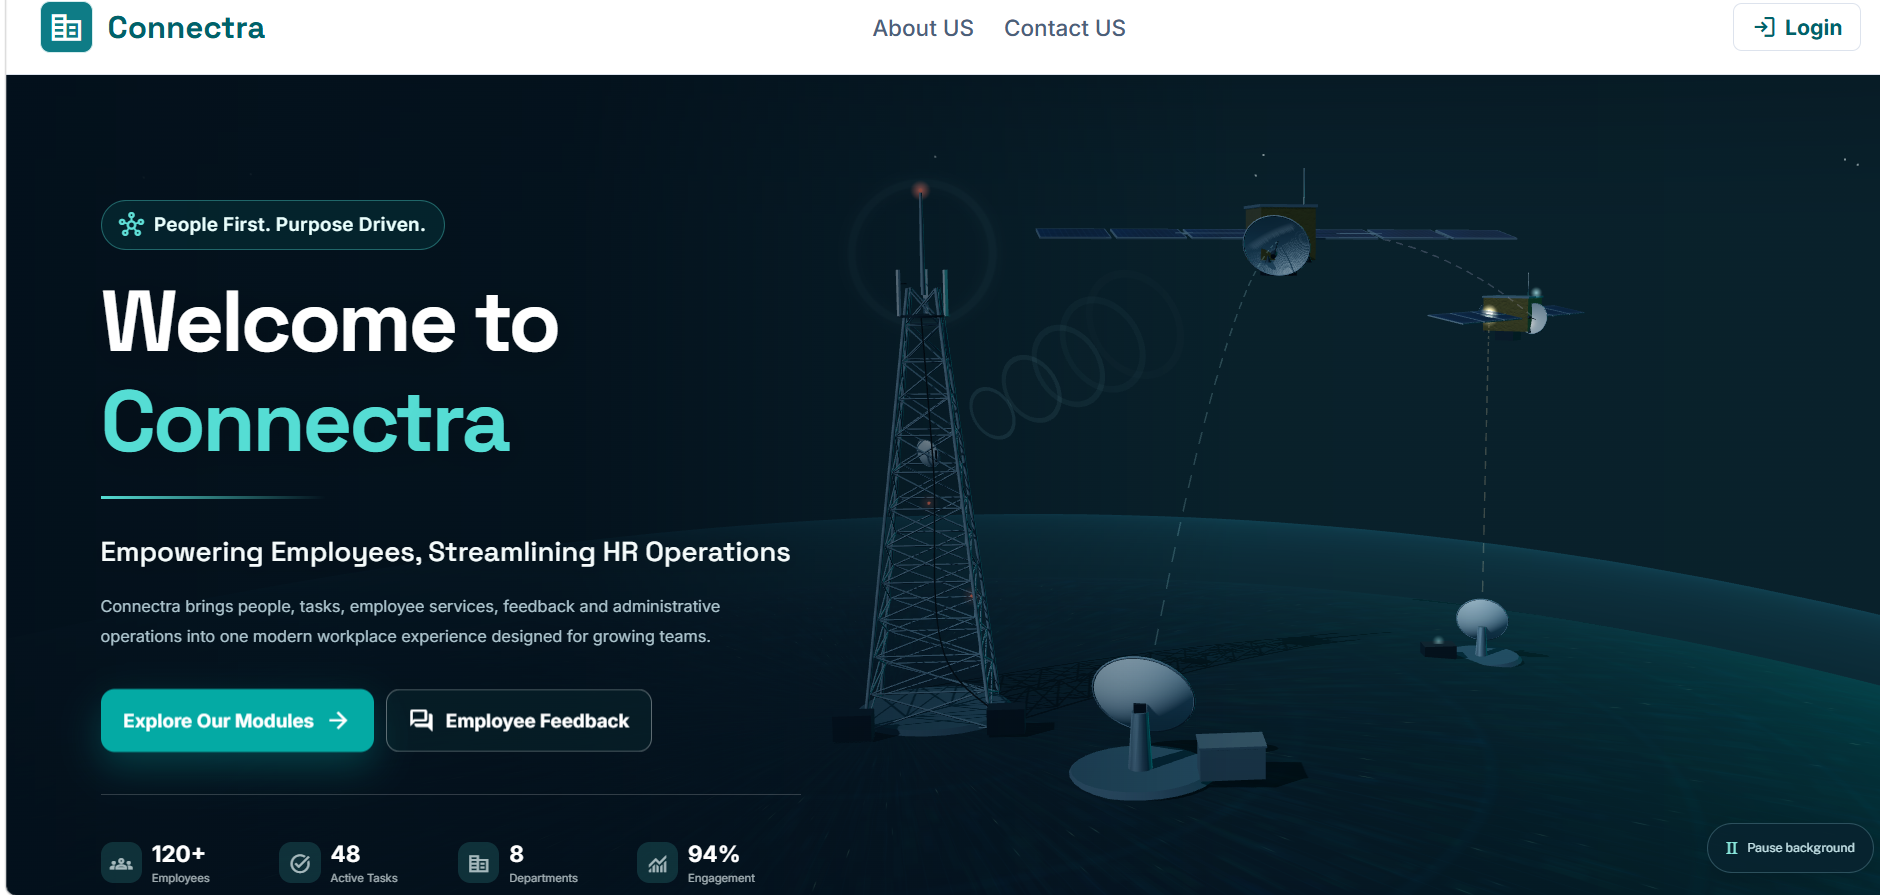 Connectra
About US
Contact US
Login
People First. Purpose Driven.
Welcome to
Connectra
Empowering Employees, Streamlining HR Operations
Connectra brings people, tasks, employee services, feedback and administrative
operations into one modern workplace experience designed for growing teams.
Explore Our Modules
Employee Feedback
120+
Employees
48
Active Tasks
8
Departments
94%
Engagement
Pause background